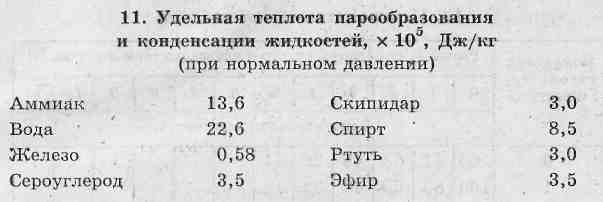 11. Удельная теплота парообразования
и конденсации жидкостей, × 10⁵, Дж/кг
(при нормальном давлении)
Аммиак 13,6 Скипидар 3,0
Вода 22,6 Спирт 8,5
Железо 0,58 Ртуть 3,0
Сероуглерод 3,5 Эфир 3,5